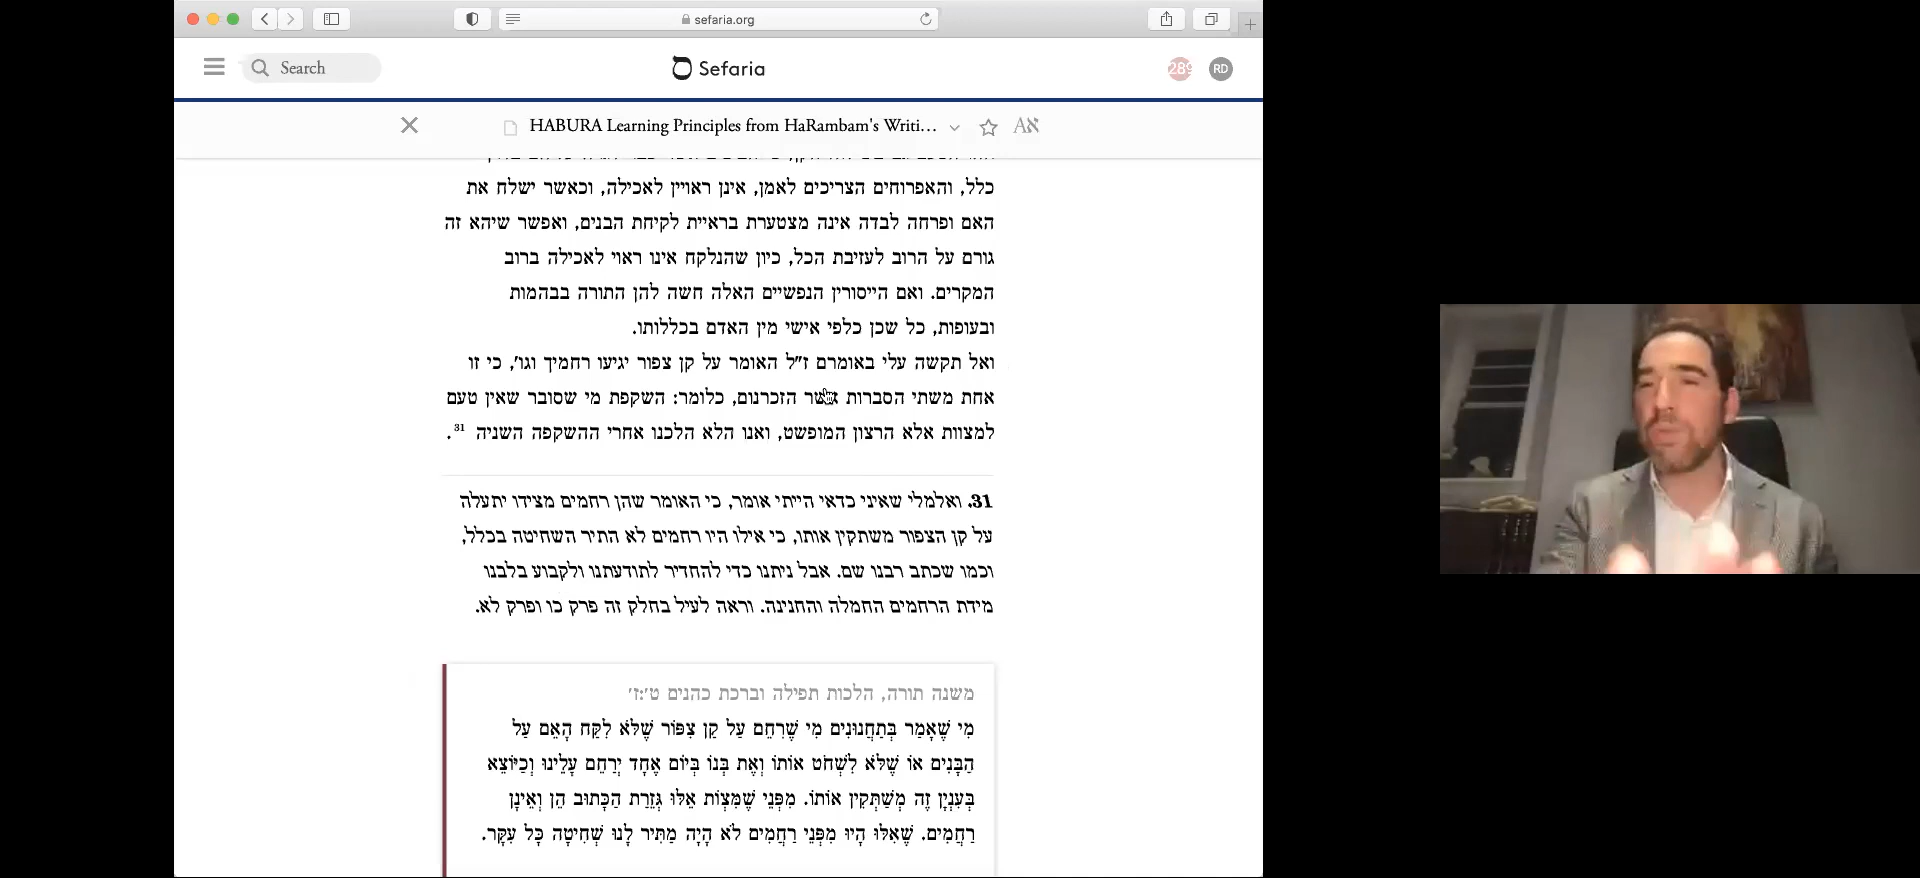 sefaria.org
Search
Sefaria
289
RD
HABURA Learning Principles from HaRambam's Writi…
Aא
כלל, והאפרוחים הצריכים לאמן, אינן ראויין לאכילה, וכאשר ישלח את
האם ופרחה לבדה אינה מצטערת בראיית לקיחת הבנים, ואפשר שיהא זה
גורם על הרוב לעזיבת הכל, כיון שהנלקח אינו ראוי לאכילה ברוב
המקרים. ואם הייסורין הנפשיים האלה חשה להן התורה בבהמות
ובעופות, כל שכן כלפי אישי מין האדם בכללותו.
ואל תקשה עלי באומרם ז"ל האומר על קן צפור יגיעו רחמיך וגו', כי זו
אחת משתי הסברות אשר הזכרנום, כלומר: השקפת מי שסובר שאין טעם
למצוות אלא הרצון המופשט, ואנו הלא הלכנו אחרי ההשקפה השניה 31.
31. ואלמלי שאיני כדאי הייתי אומר, כי האומר שהן רחמים מצידו יתעלה
על קן הצפור משתקין אותו, כי אילו היו רחמים לא התיר השחיטה בכלל,
וכמו שכתב רבנו שם. אבל ניתנו כדי להחדיר לתודעתנו ולקבוע בלבנו
מידת הרחמים החמלה והחנינה. וראה לעיל בחלק זה פרק כו ופרק לא.
משנה תורה, הלכות תפילה וברכת כהנים ט׳:ז׳
מִי שֶׁאָמַר בְּתַחֲנוּנִים מִי שֶׁרִחֵם עַל קַן צִפּוֹר שֶׁלֹּא לִקַּח הָאֵם עַל
הַבָּנִים אוֹ שֶׁלֹּא לִשְׁחֹט אוֹתוֹ וְאֶת בְּנוֹ בְּיוֹם אֶחָד יְרַחֵם עָלֵינוּ וְכַיּוֹצֵא
בְּעִנְיָן זֶה מְשַׁתְּקִין אוֹתוֹ. מִפְּנֵי שֶׁמִּצְוֹת אֵלּוּ גְּזֵרַת הַכָּתוּב הֵן וְאֵינָן
רַחֲמִים. שֶׁאִלּוּ הָיוּ מִפְּנֵי רַחֲמִים לֹא הָיָה מַתִּיר לָנוּ שְׁחִיטָה כָּל עִקָּר.